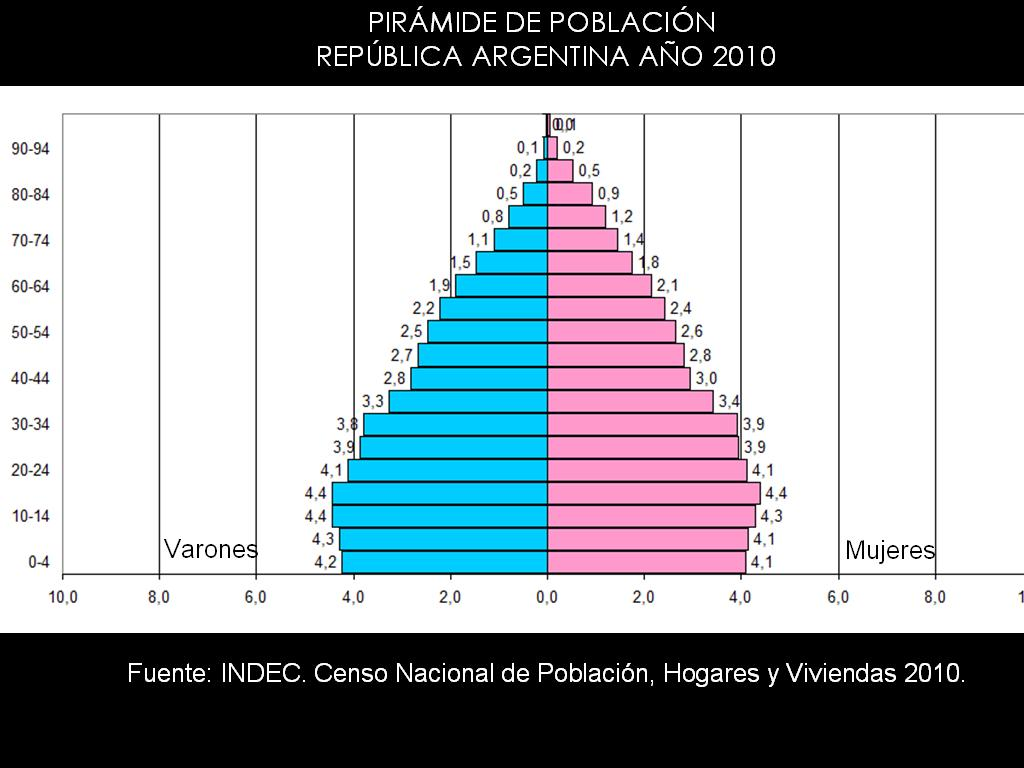 PIRÁMIDE DE POBLACIÓN
REPÚBLICA ARGENTINA AÑO 2010
0,0 0,1
90-94 0,1 0,2
0,2 0,5
80-84 0,5 0,9
0,8 1,2
70-74 1,1 1,4
1,5 1,8
60-64 1,9 2,1
2,2 2,4
50-54 2,5 2,6
2,7 2,8
40-44 2,8 3,0
3,3 3,4
30-34 3,8 3,9
3,9 3,9
20-24 4,1 4,1
4,4 4,4
10-14 4,4 4,3
4,3 4,1
Varones Mujeres
0-4 4,2 4,1
10,0 8,0 6,0 4,0 2,0 0,0 2,0 4,0 6,0 8,0 1
Fuente: INDEC. Censo Nacional de Población, Hogares y Viviendas 2010.